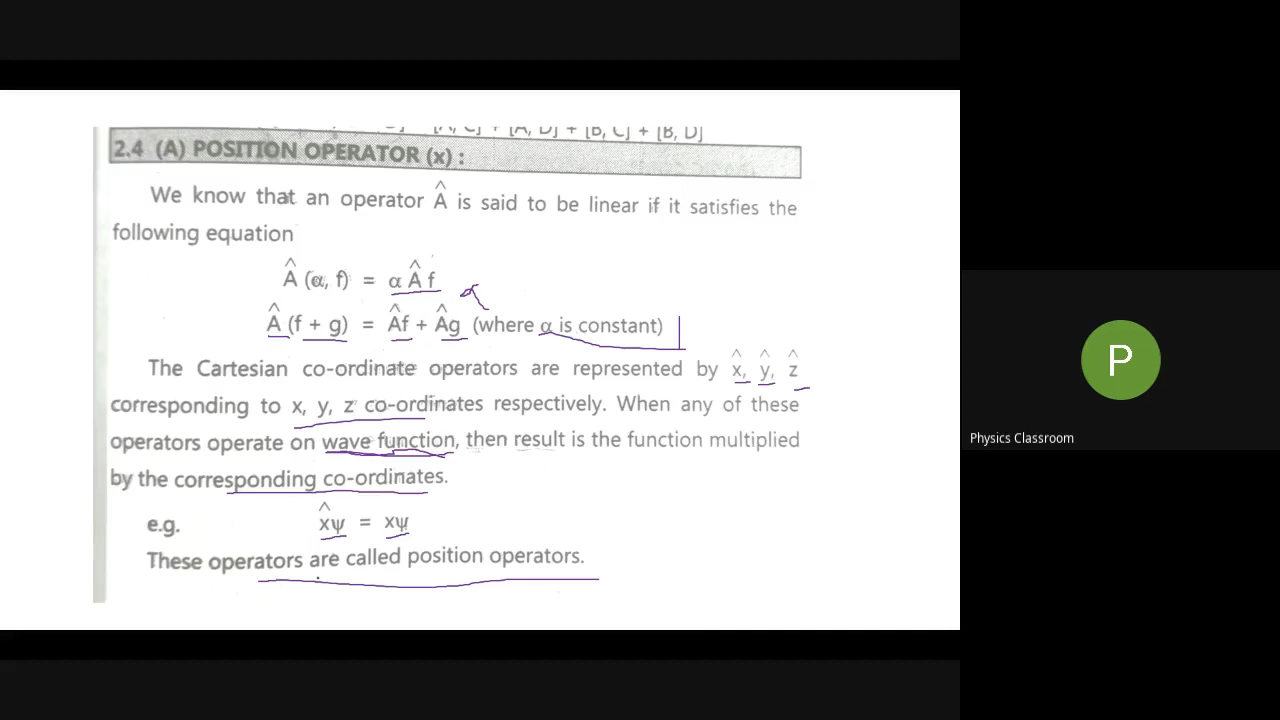 [A, C] + [A, D] + [B, C] + [B, D]
2.4 (A) POSITION OPERATOR (x) :
We know that an operator Â is said to be linear if it satisfies the
following equation
Â (α, f) = α Â f
Â (f + g) = Âf + Âg (where α is constant)
The Cartesian co-ordinate operators are represented by x̂, ŷ, ẑ
corresponding to x, y, z co-ordinates respectively. When any of these
operators operate on wave function, then result is the function multiplied
by the corresponding co-ordinates.
e.g. x̂ψ = xψ
These operators are called position operators.
P
Physics Classroom